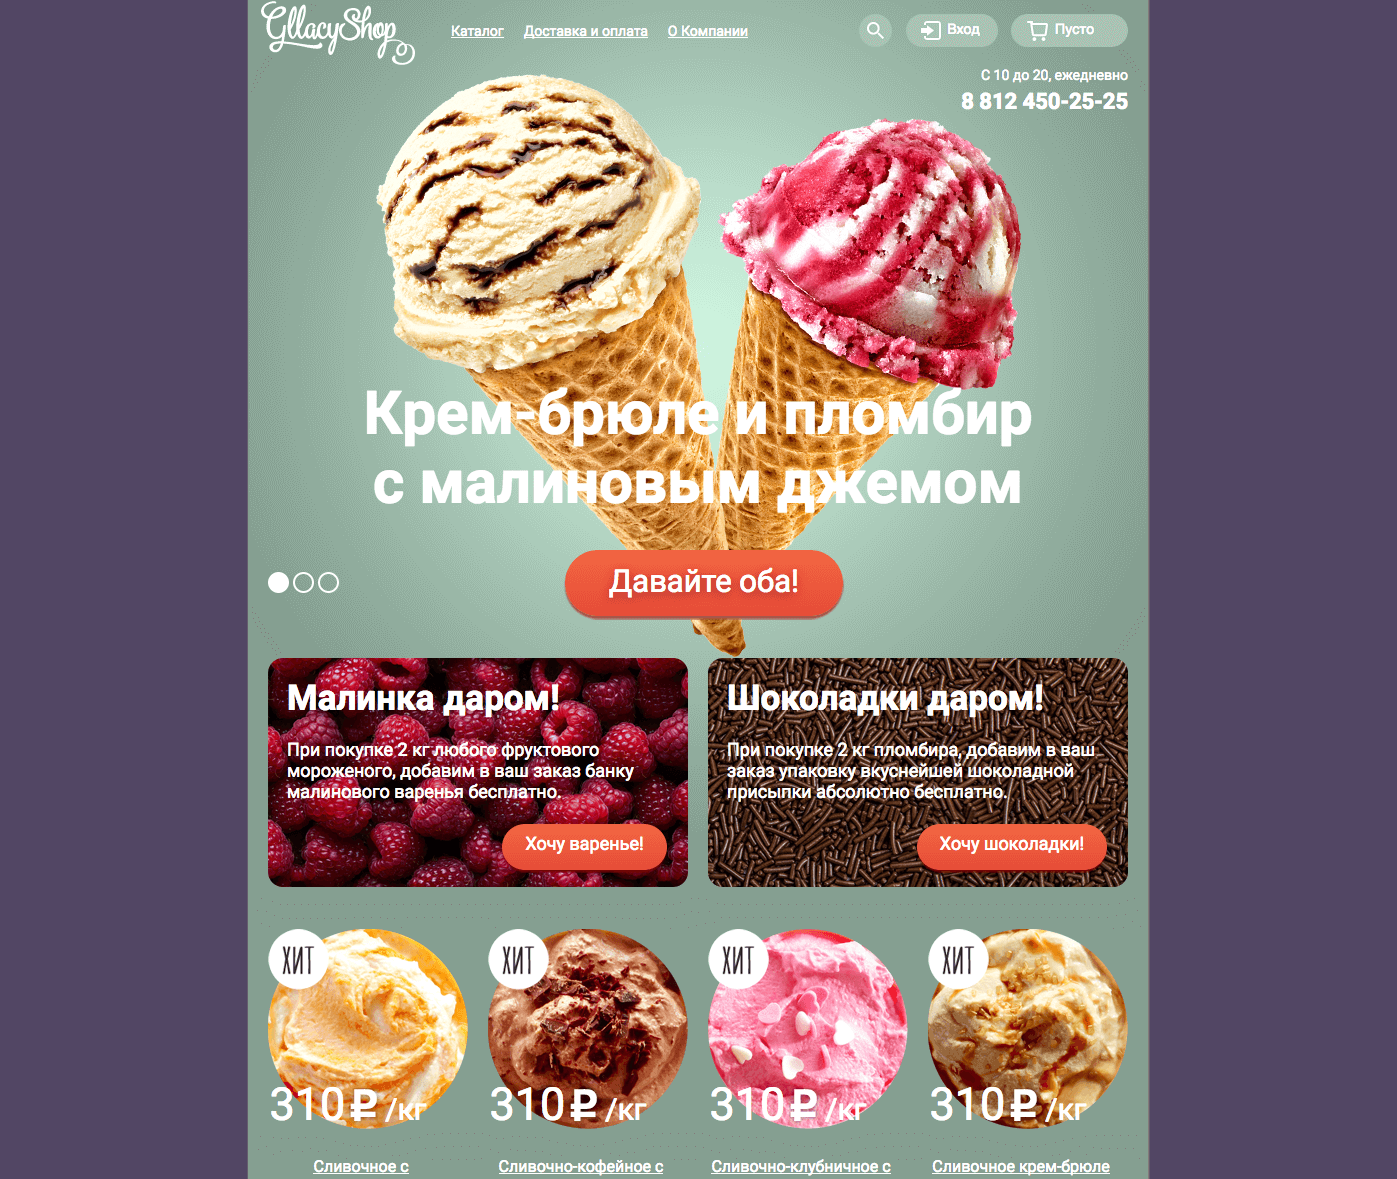 GllacyShop
Каталог Доставка и оплата О Компании
Вход
Пусто
С 10 до 20, ежедневно
8 812 450-25-25
Крем-брюле и пломбир
с малиновым джемом
Давайте оба!
Малинка даром!
При покупке 2 кг любого фруктового
мороженого, добавим в ваш заказ банку
малинового варенья бесплатно.
Хочу варенье!
Шоколадки даром!
При покупке 2 кг пломбира, добавим в ваш
заказ упаковку вкуснейшей шоколадной
присыпки абсолютно бесплатно.
Хочу шоколадки!
ХИТ
310₽/кг
Сливочное с
ХИТ
310₽/кг
Сливочно-кофейное с
ХИТ
310₽/кг
Сливочно-клубничное с
ХИТ
310₽/кг
Сливочное крем-брюле